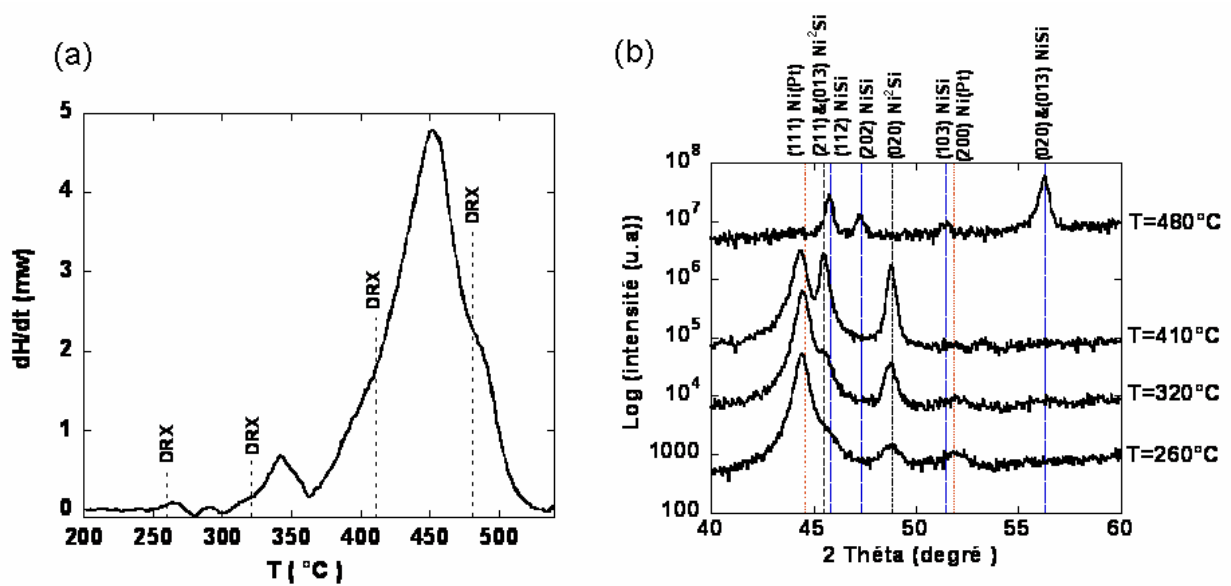 (a)
5
4
3
2
1
0
dH/dt (mw)
DRX
DRX
DRX
DRX
200
250
300
350
400
450
500
T ( °C)
(b)
(111) Ni(Pt)
(211) &(013) Ni²Si
(112) NiSi
(202) NiSi
(020) Ni²Si
(103) NiSi
(200) Ni(Pt)
(020) &(013) NiSi
10⁸
10⁷
10⁶
10⁵
10⁴
1000
100
Log (intensité (u.a)
T=480°C
T=410°C
T=320°C
T=260°C
40
45
50
55
60
2 Thêta (degré )